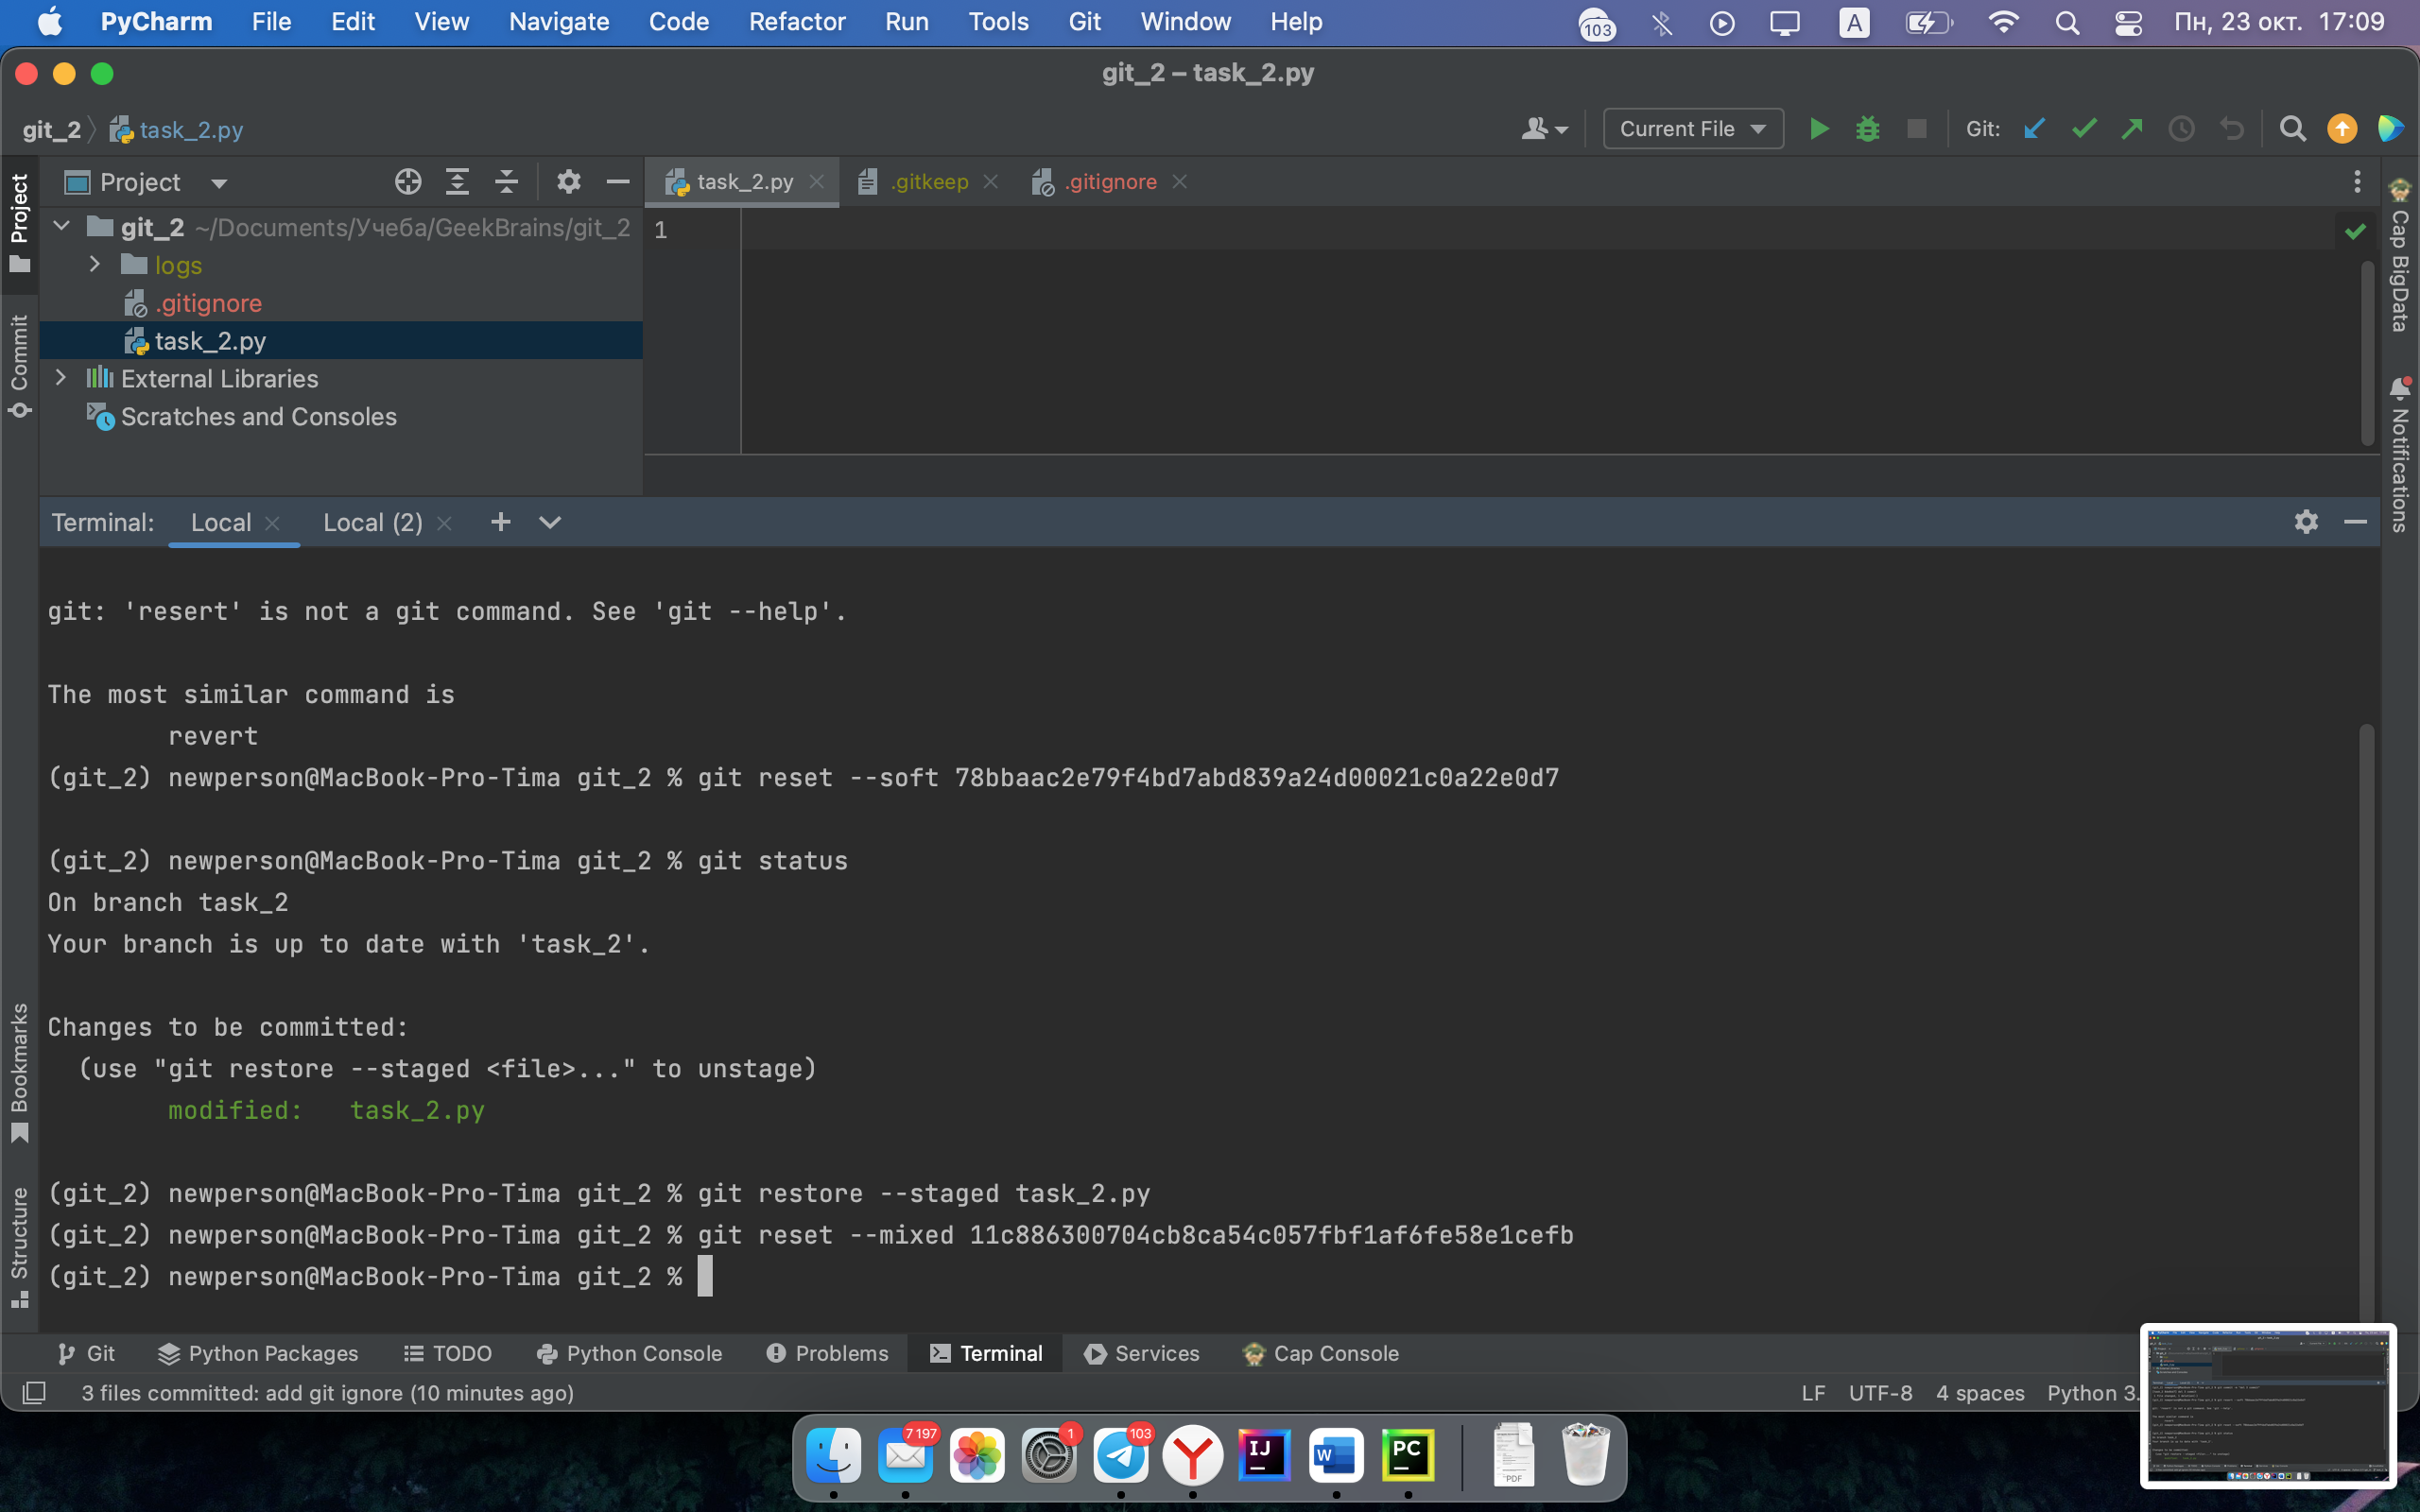 PyCharm File Edit View Navigate Code Refactor Run Tools Git Window Help 103 A Пн, 23 окт. 17:09
git_2 – task_2.py
git_2 task_2.py Current File Git:
Project task_2.py .gitkeep .gitignore
Project
Commit
Bookmarks
Structure
git_2 ~/Documents/Учеба/GeekBrains/git_2
logs
.gitignore
task_2.py
External Libraries
Scratches and Consoles
1
Cap BigData
Notifications
Terminal: Local Local (2)
git: 'resert' is not a git command. See 'git --help'.
The most similar command is
revert
(git_2) newperson@MacBook-Pro-Tima git_2 % git reset --soft 78bbaac2e79f4bd7abd839a24d00021c0a22e0d7
(git_2) newperson@MacBook-Pro-Tima git_2 % git status
On branch task_2
Your branch is up to date with 'task_2'.
Changes to be committed:
(use "git restore --staged <file>..." to unstage)
modified: task_2.py
(git_2) newperson@MacBook-Pro-Tima git_2 % git restore --staged task_2.py
(git_2) newperson@MacBook-Pro-Tima git_2 % git reset --mixed 11c886300704cb8ca54c057fbf1af6fe58e1cefb
(git_2) newperson@MacBook-Pro-Tima git_2 %
Git Python Packages TODO Python Console Problems Terminal Services Cap Console
3 files committed: add git ignore (10 minutes ago) LF UTF-8 4 spaces Python 3.
7 197 1 103 IJ W PC PDF